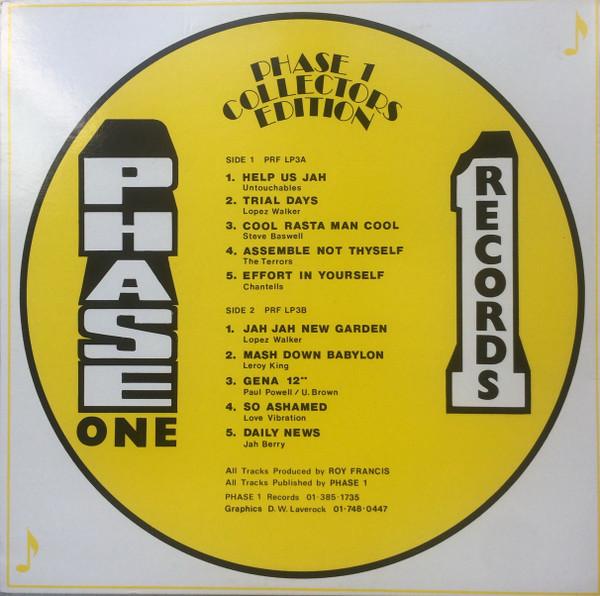 PHASE 1
COLLECTORS
EDITION
PHASE
ONE
RECORDS
SIDE 1 PRF LP3A
1. HELP US JAH
Untouchables
2. TRIAL DAYS
Lopez Walker
3. COOL RASTA MAN COOL
Steve Baswell
4. ASSEMBLE NOT THYSELF
The Terrors
5. EFFORT IN YOURSELF
Chantells
SIDE 2 PRF LP3B
1. JAH JAH NEW GARDEN
Lopez Walker
2. MASH DOWN BABYLON
Leroy King
3. GENA 12"
Paul Powell / U. Brown
4. SO ASHAMED
Love Vibration
5. DAILY NEWS
Jah Berry
All Tracks Produced by ROY FRANCIS
All Tracks Published by PHASE 1
PHASE 1 Records 01·385·1735
Graphics D.W. Laverock 01·748·0447